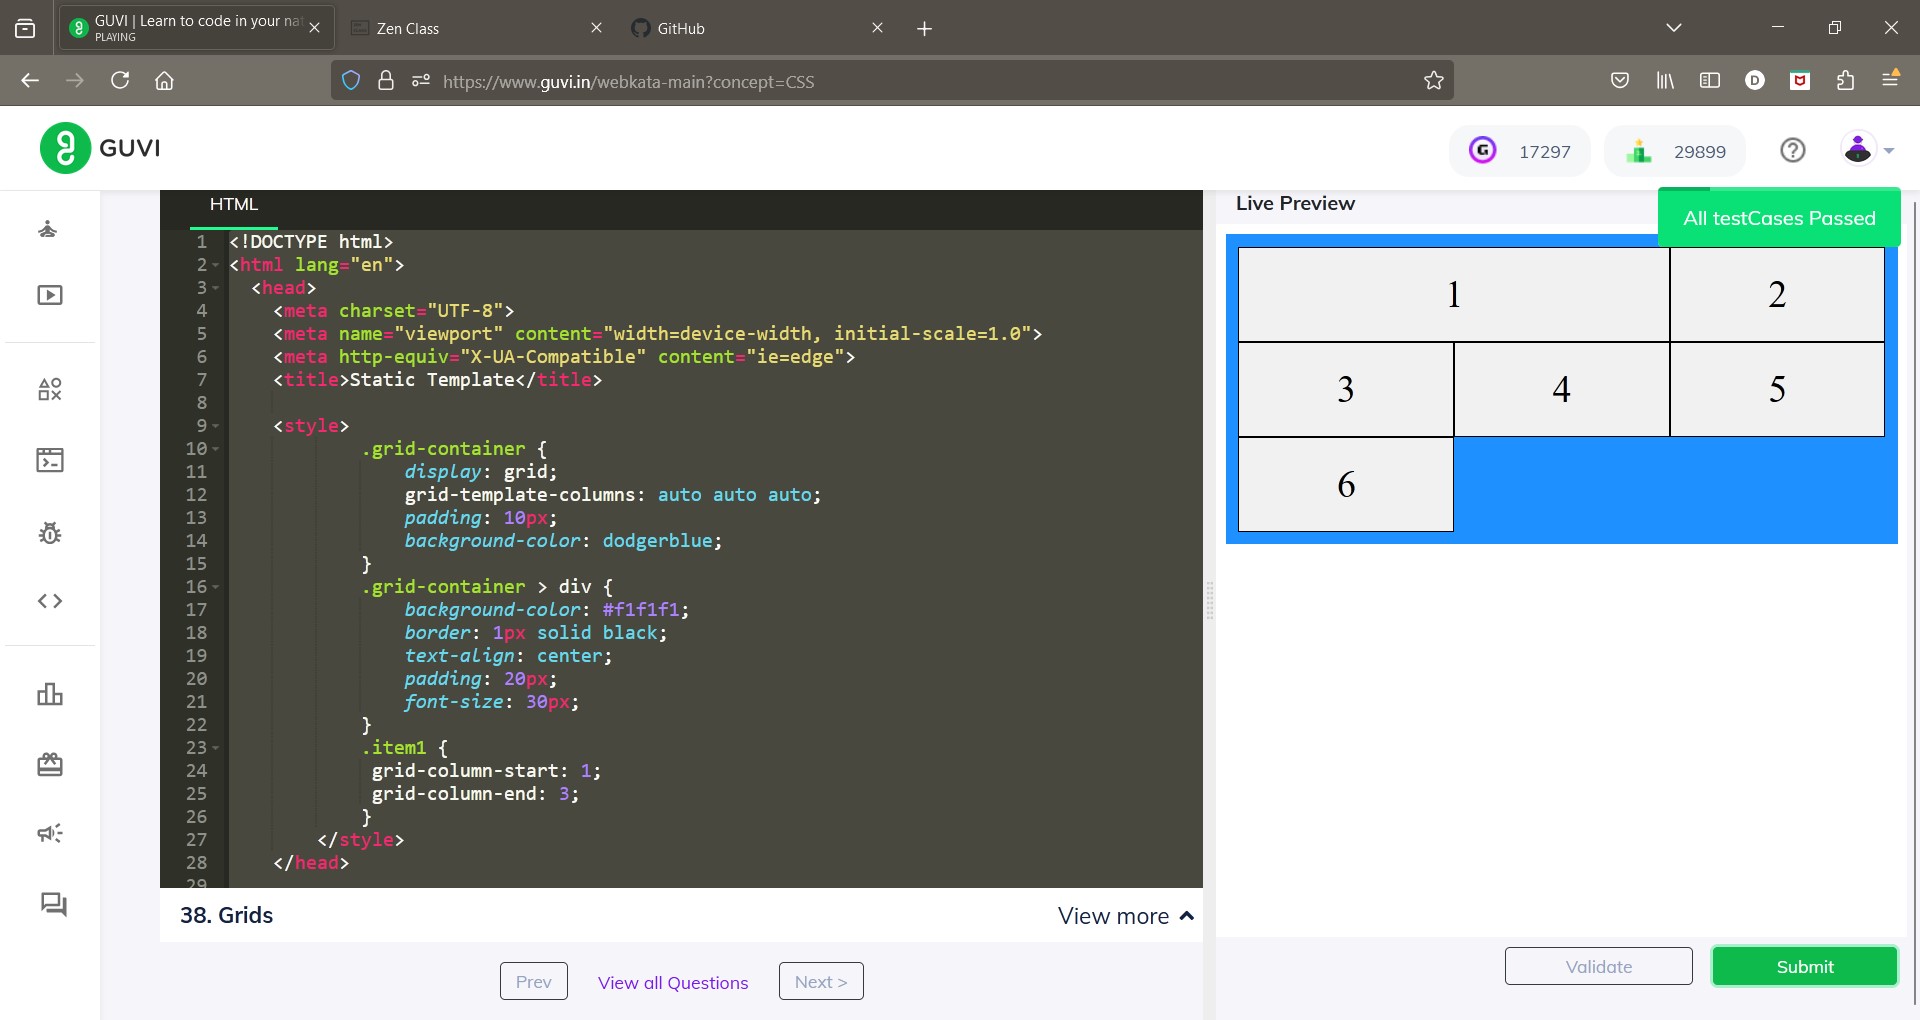 GUVI | Learn to code in your nat
PLAYING
Zen Class
GitHub
https://www.guvi.in/webkata-main?concept=CSS
D
GUVI
G
17297
29899
HTML
Live Preview
All testCases Passed
1 <!DOCTYPE html>
2 <html lang="en">
3 <head>
4 <meta charset="UTF-8">
5 <meta name="viewport" content="width=device-width, initial-scale=1.0">
6 <meta http-equiv="X-UA-Compatible" content="ie=edge">
7 <title>Static Template</title>
8
9 <style>
10 .grid-container {
11 display: grid;
12 grid-template-columns: auto auto auto;
13 padding: 10px;
14 background-color: dodgerblue;
15 }
16 .grid-container > div {
17 background-color: #f1f1f1;
18 border: 1px solid black;
19 text-align: center;
20 padding: 20px;
21 font-size: 30px;
22 }
23 .item1 {
24 grid-column-start: 1;
25 grid-column-end: 3;
26 }
27 </style>
28 </head>
29
1 2
3 4 5
6
38. Grids
View more
Prev
View all Questions
Next >
Validate
Submit